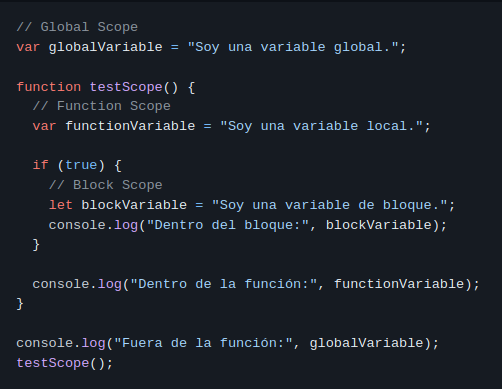 // Global Scope
var globalVariable = "Soy una variable global.";
function testScope() {
// Function Scope
var functionVariable = "Soy una variable local.";
if (true) {
// Block Scope
let blockVariable = "Soy una variable de bloque.";
console.log("Dentro del bloque:", blockVariable);
}
console.log("Dentro de la función:", functionVariable);
}
console.log("Fuera de la función:", globalVariable);
testScope();